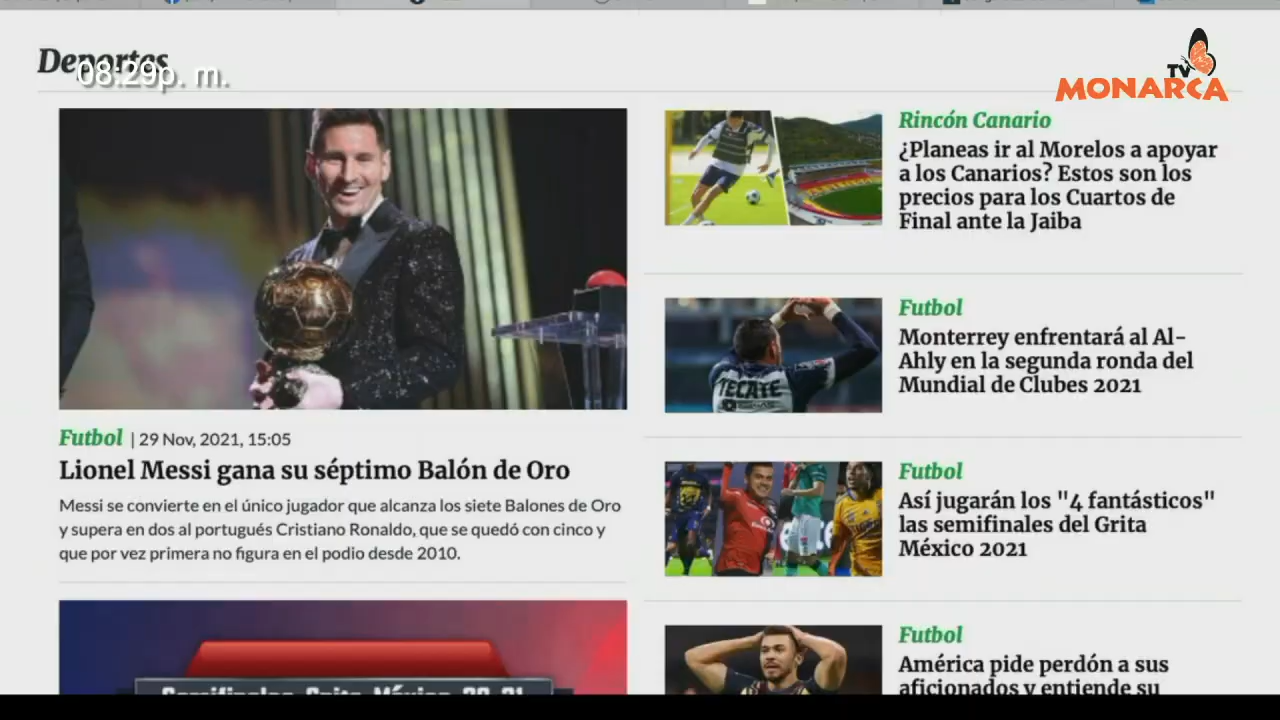 Deportes
08:29p. m.
TV
MONARCA
Futbol | 29 Nov, 2021, 15:05
Lionel Messi gana su séptimo Balón de Oro
Messi se convierte en el único jugador que alcanza los siete Balones de Oro
y supera en dos al portugués Cristiano Ronaldo, que se quedó con cinco y
que por vez primera no figura en el podio desde 2010.
Rincón Canario
¿Planeas ir al Morelos a apoyar
a los Canarios? Estos son los
precios para los Cuartos de
Final ante la Jaiba
TECATE
Futbol
Monterrey enfrentará al Al-
Ahly en la segunda ronda del
Mundial de Clubes 2021
Futbol
Así jugarán los "4 fantásticos"
las semifinales del Grita
México 2021
Futbol
América pide perdón a sus
aficionados y entiende su